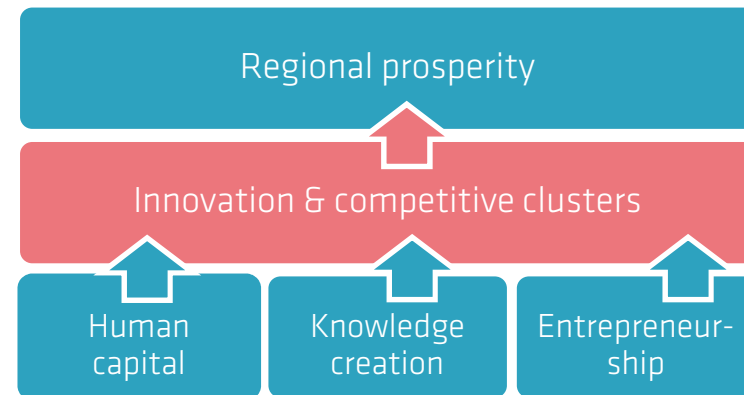 Regional prosperity
Innovation & competitive clusters
Human
capital
Knowledge
creation
Entrepreneur-
ship